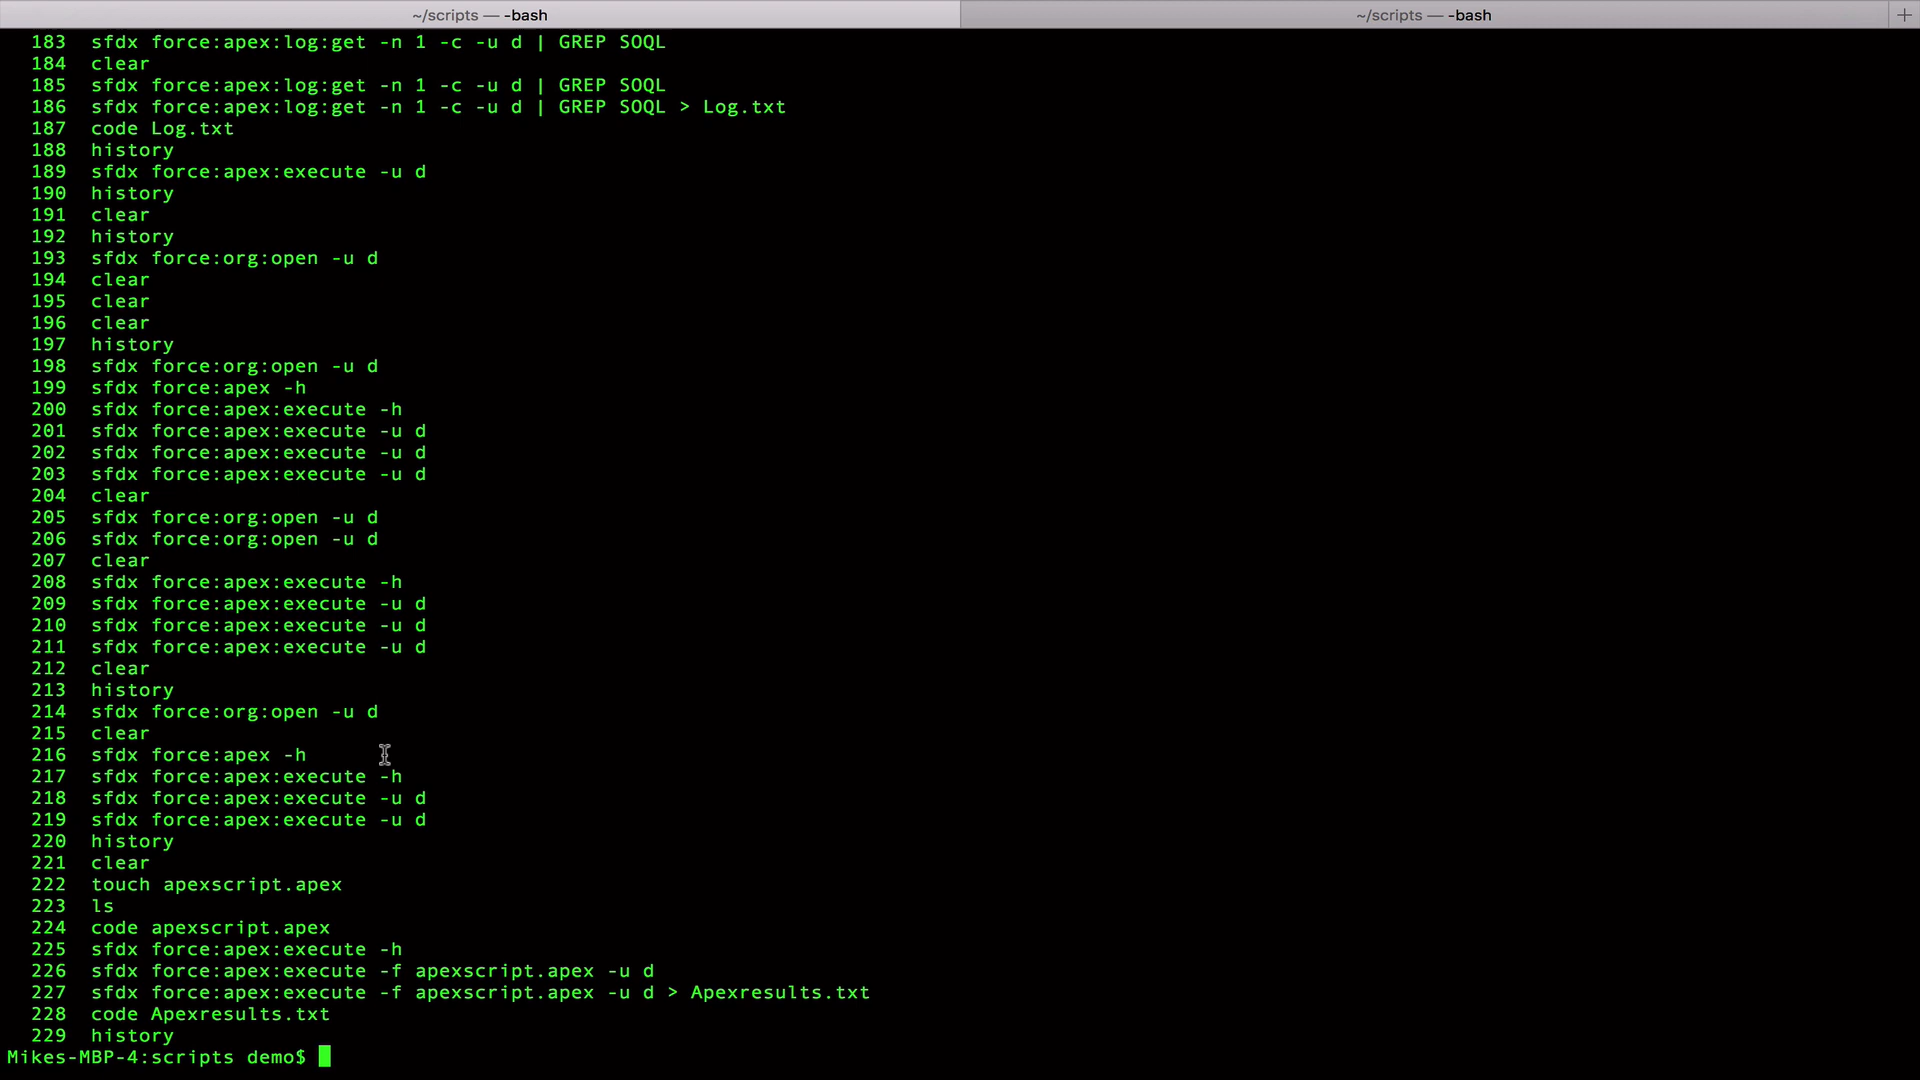 ~/scripts — -bash
~/scripts — -bash
183 sfdx force:apex:log:get -n 1 -c -u d | GREP SOQL
184 clear
185 sfdx force:apex:log:get -n 1 -c -u d | GREP SOQL
186 sfdx force:apex:log:get -n 1 -c -u d | GREP SOQL > Log.txt
187 code Log.txt
188 history
189 sfdx force:apex:execute -u d
190 history
191 clear
192 history
193 sfdx force:org:open -u d
194 clear
195 clear
196 clear
197 history
198 sfdx force:org:open -u d
199 sfdx force:apex -h
200 sfdx force:apex:execute -h
201 sfdx force:apex:execute -u d
202 sfdx force:apex:execute -u d
203 sfdx force:apex:execute -u d
204 clear
205 sfdx force:org:open -u d
206 sfdx force:org:open -u d
207 clear
208 sfdx force:apex:execute -h
209 sfdx force:apex:execute -u d
210 sfdx force:apex:execute -u d
211 sfdx force:apex:execute -u d
212 clear
213 history
214 sfdx force:org:open -u d
215 clear
216 sfdx force:apex -h
217 sfdx force:apex:execute -h
218 sfdx force:apex:execute -u d
219 sfdx force:apex:execute -u d
220 history
221 clear
222 touch apexscript.apex
223 ls
224 code apexscript.apex
225 sfdx force:apex:execute -h
226 sfdx force:apex:execute -f apexscript.apex -u d
227 sfdx force:apex:execute -f apexscript.apex -u d > Apexresults.txt
228 code Apexresults.txt
229 history
Mikes-MBP-4:scripts demo$